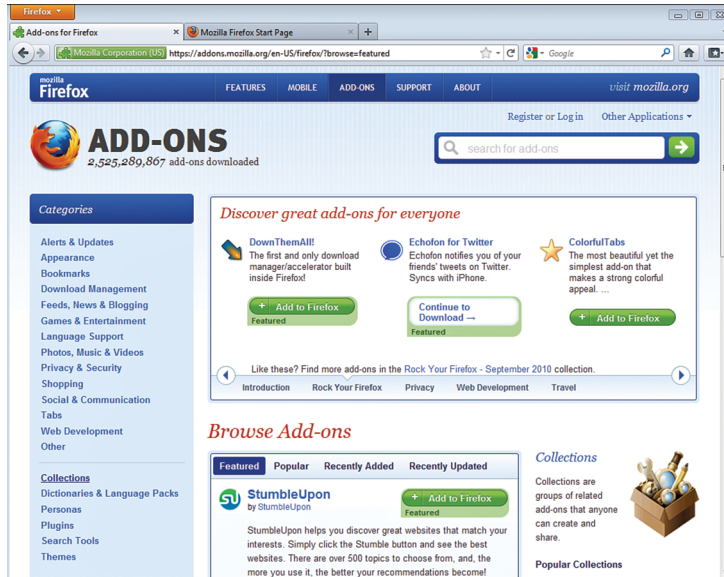 Firefox
Add-ons for Firefox
Mozilla Firefox Start Page
Mozilla Corporation (US)
https://addons.mozilla.org/en-US/firefox/?browse=featured
Google
mozilla
Firefox
FEATURES
MOBILE
ADD-ONS
SUPPORT
ABOUT
visit mozilla.org
Register or Log in
Other Applications
ADD-ONS
2,525,289,867 add-ons downloaded
search for add-ons
Categories
Alerts & Updates
Appearance
Bookmarks
Download Management
Feeds, News & Blogging
Games & Entertainment
Language Support
Photos, Music & Videos
Privacy & Security
Shopping
Social & Communication
Tabs
Web Development
Other
Collections
Dictionaries & Language Packs
Personas
Plugins
Search Tools
Themes
Discover great add-ons for everyone
DownThemAll!
The first and only download
manager/accelerator built
inside Firefox!
Add to Firefox
Featured
Echofon for Twitter
Echofon notifies you of your
friends' tweets on Twitter.
Syncs with iPhone.
Continue to
Download →
Featured
ColorfulTabs
The most beautiful yet the
simplest add-on that
makes a strong colorful
appeal. ...
Add to Firefox
Like these? Find more add-ons in the Rock Your Firefox - September 2010 collection.
Introduction
Rock Your Firefox
Privacy
Web Development
Travel
Browse Add-ons
Featured
Popular
Recently Added
Recently Updated
StumbleUpon
by StumbleUpon
Add to Firefox
Featured
StumbleUpon helps you discover great websites that match your
interests. Simply click the Stumble button and see the best
websites. There are over 500 topics to choose from, and, the
more you use it, the better your recommendations become!
Collections
Collections are
groups of related
add-ons that anyone
can create and
share.
Popular Collections